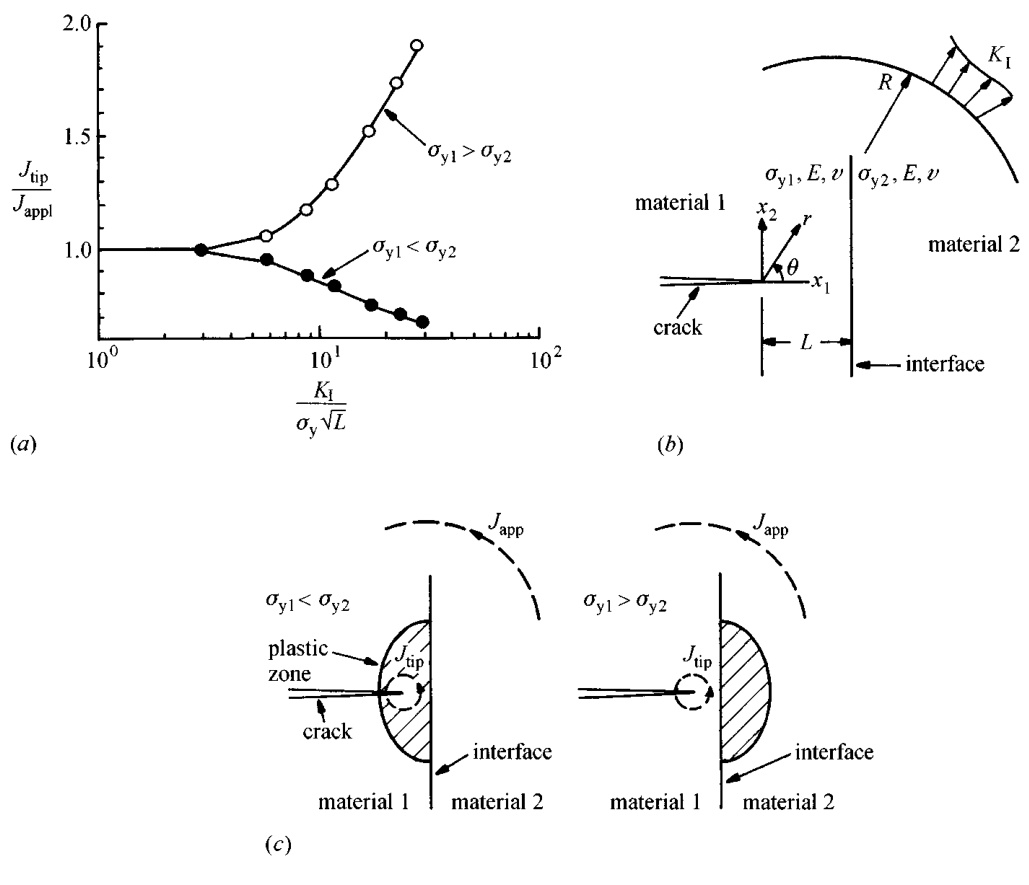 2.0
1.5
1.0
J_tip
J_appl
σ_y1 > σ_y2
σ_y1 < σ_y2
10^0
10^1
10^2
K_I
σ_y √L
(a)
K_I
R
σ_y1, E, υ
σ_y2, E, υ
material 1
material 2
x_2
r
θ
x_1
crack
L
interface
(b)
J_app
σ_y1 < σ_y2
plastic
zone
J_tip
crack
interface
material 1
material 2
J_app
σ_y1 > σ_y2
J_tip
interface
material 1
material 2
(c)